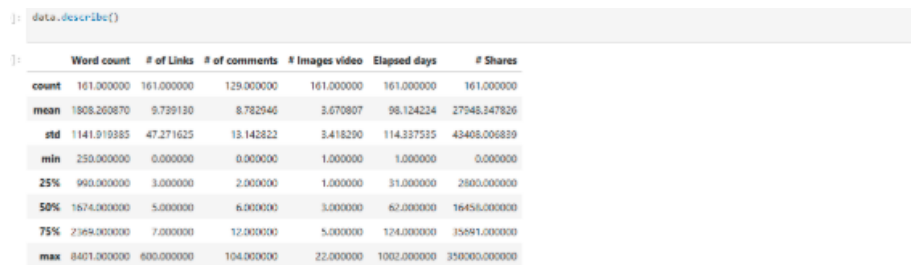 ]: data.describe()
]: Word count # of Links # of comments # Images video Elapsed days # Shares
count 161.000000 161.000000 129.000000 161.000000 161.000000 161.000000
mean 1808.260870 9.739130 8.782946 3.670807 98.124224 27948.347826
std 1141.919385 47.271625 13.142822 3.418290 114.337535 43408.006839
min 250.000000 0.000000 0.000000 1.000000 1.000000 0.000000
25% 990.000000 3.000000 2.000000 1.000000 31.000000 2800.000000
50% 1674.000000 5.000000 6.000000 3.000000 62.000000 16458.000000
75% 2369.000000 7.000000 12.000000 5.000000 124.000000 35691.000000
max 8401.000000 600.000000 104.000000 22.000000 1002.000000 350000.000000